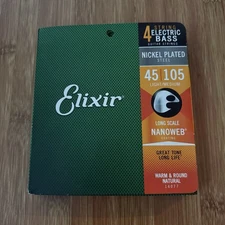 4 STRING
ELECTRIC
BASS
GUITAR STRINGS
NICKEL PLATED
STEEL
45 105
Elixir
LONG SCALE
NANOWEB
COATING
GREAT TONE
LONG LIFE
WARM & ROUND
NATURAL